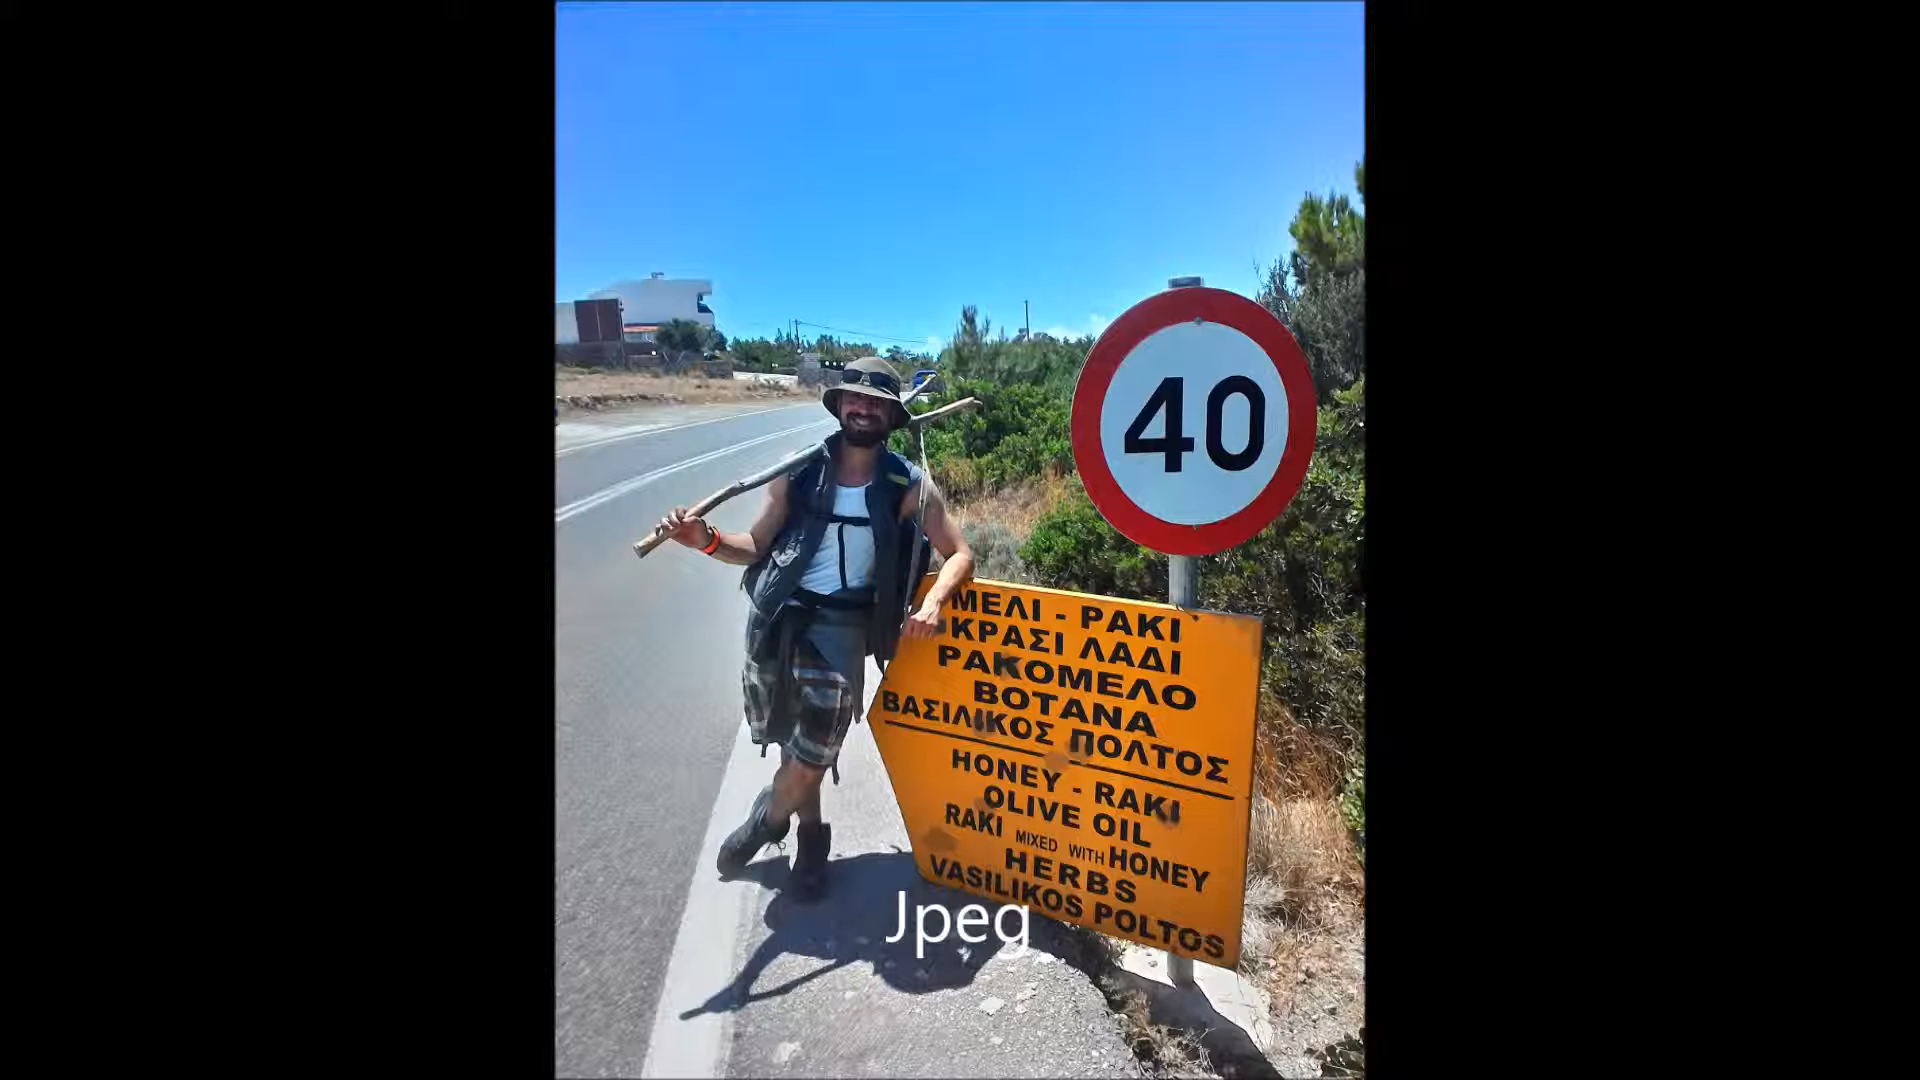 40
ΜΕΛΙ - ΡΑΚΙ
ΚΡΑΣΙ ΛΑΔΙ
ΡΑΚΟΜΕΛΟ
ΒΟΤΑΝΑ
ΒΑΣΙΛΙΚΟΣ ΠΟΛΤΟΣ
HONEY - RAKI
OLIVE OIL
RAKI MIXED WITH HONEY
HERBS
VASILIKOS POLTOS
Jpeg